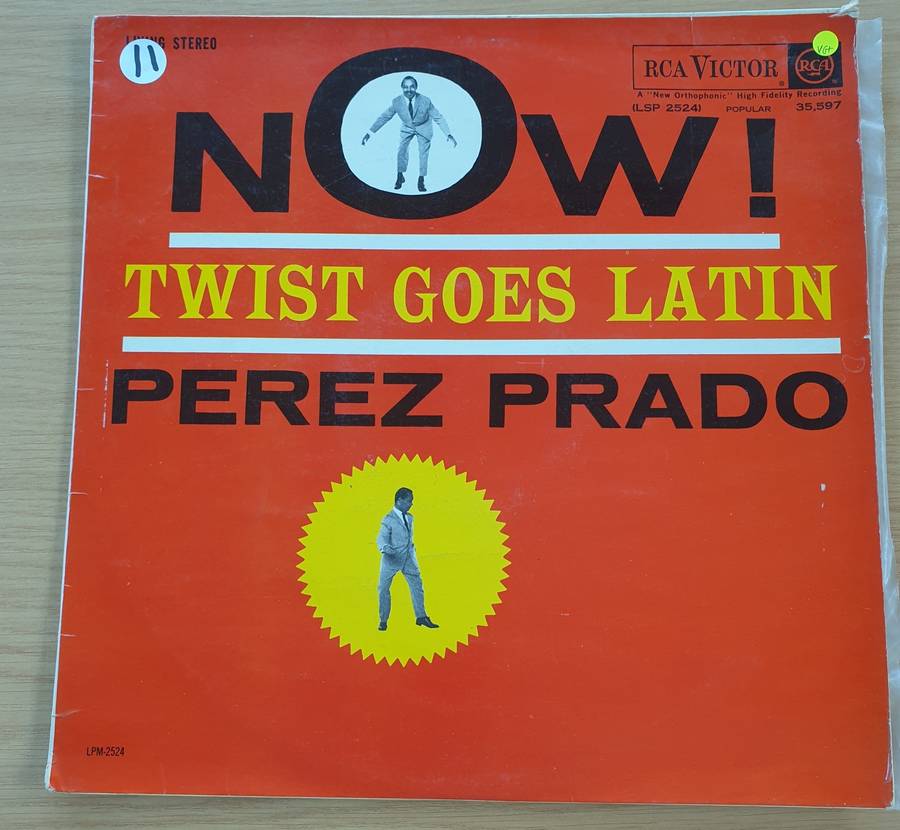 STEREO
11
VG+
RCA VICTOR
RCA
A "New Orthophonic" High Fidelity Recording
(LSP 2524) POPULAR 35,597
NOW!
TWIST GOES LATIN
PEREZ PRADO
LPM-2524